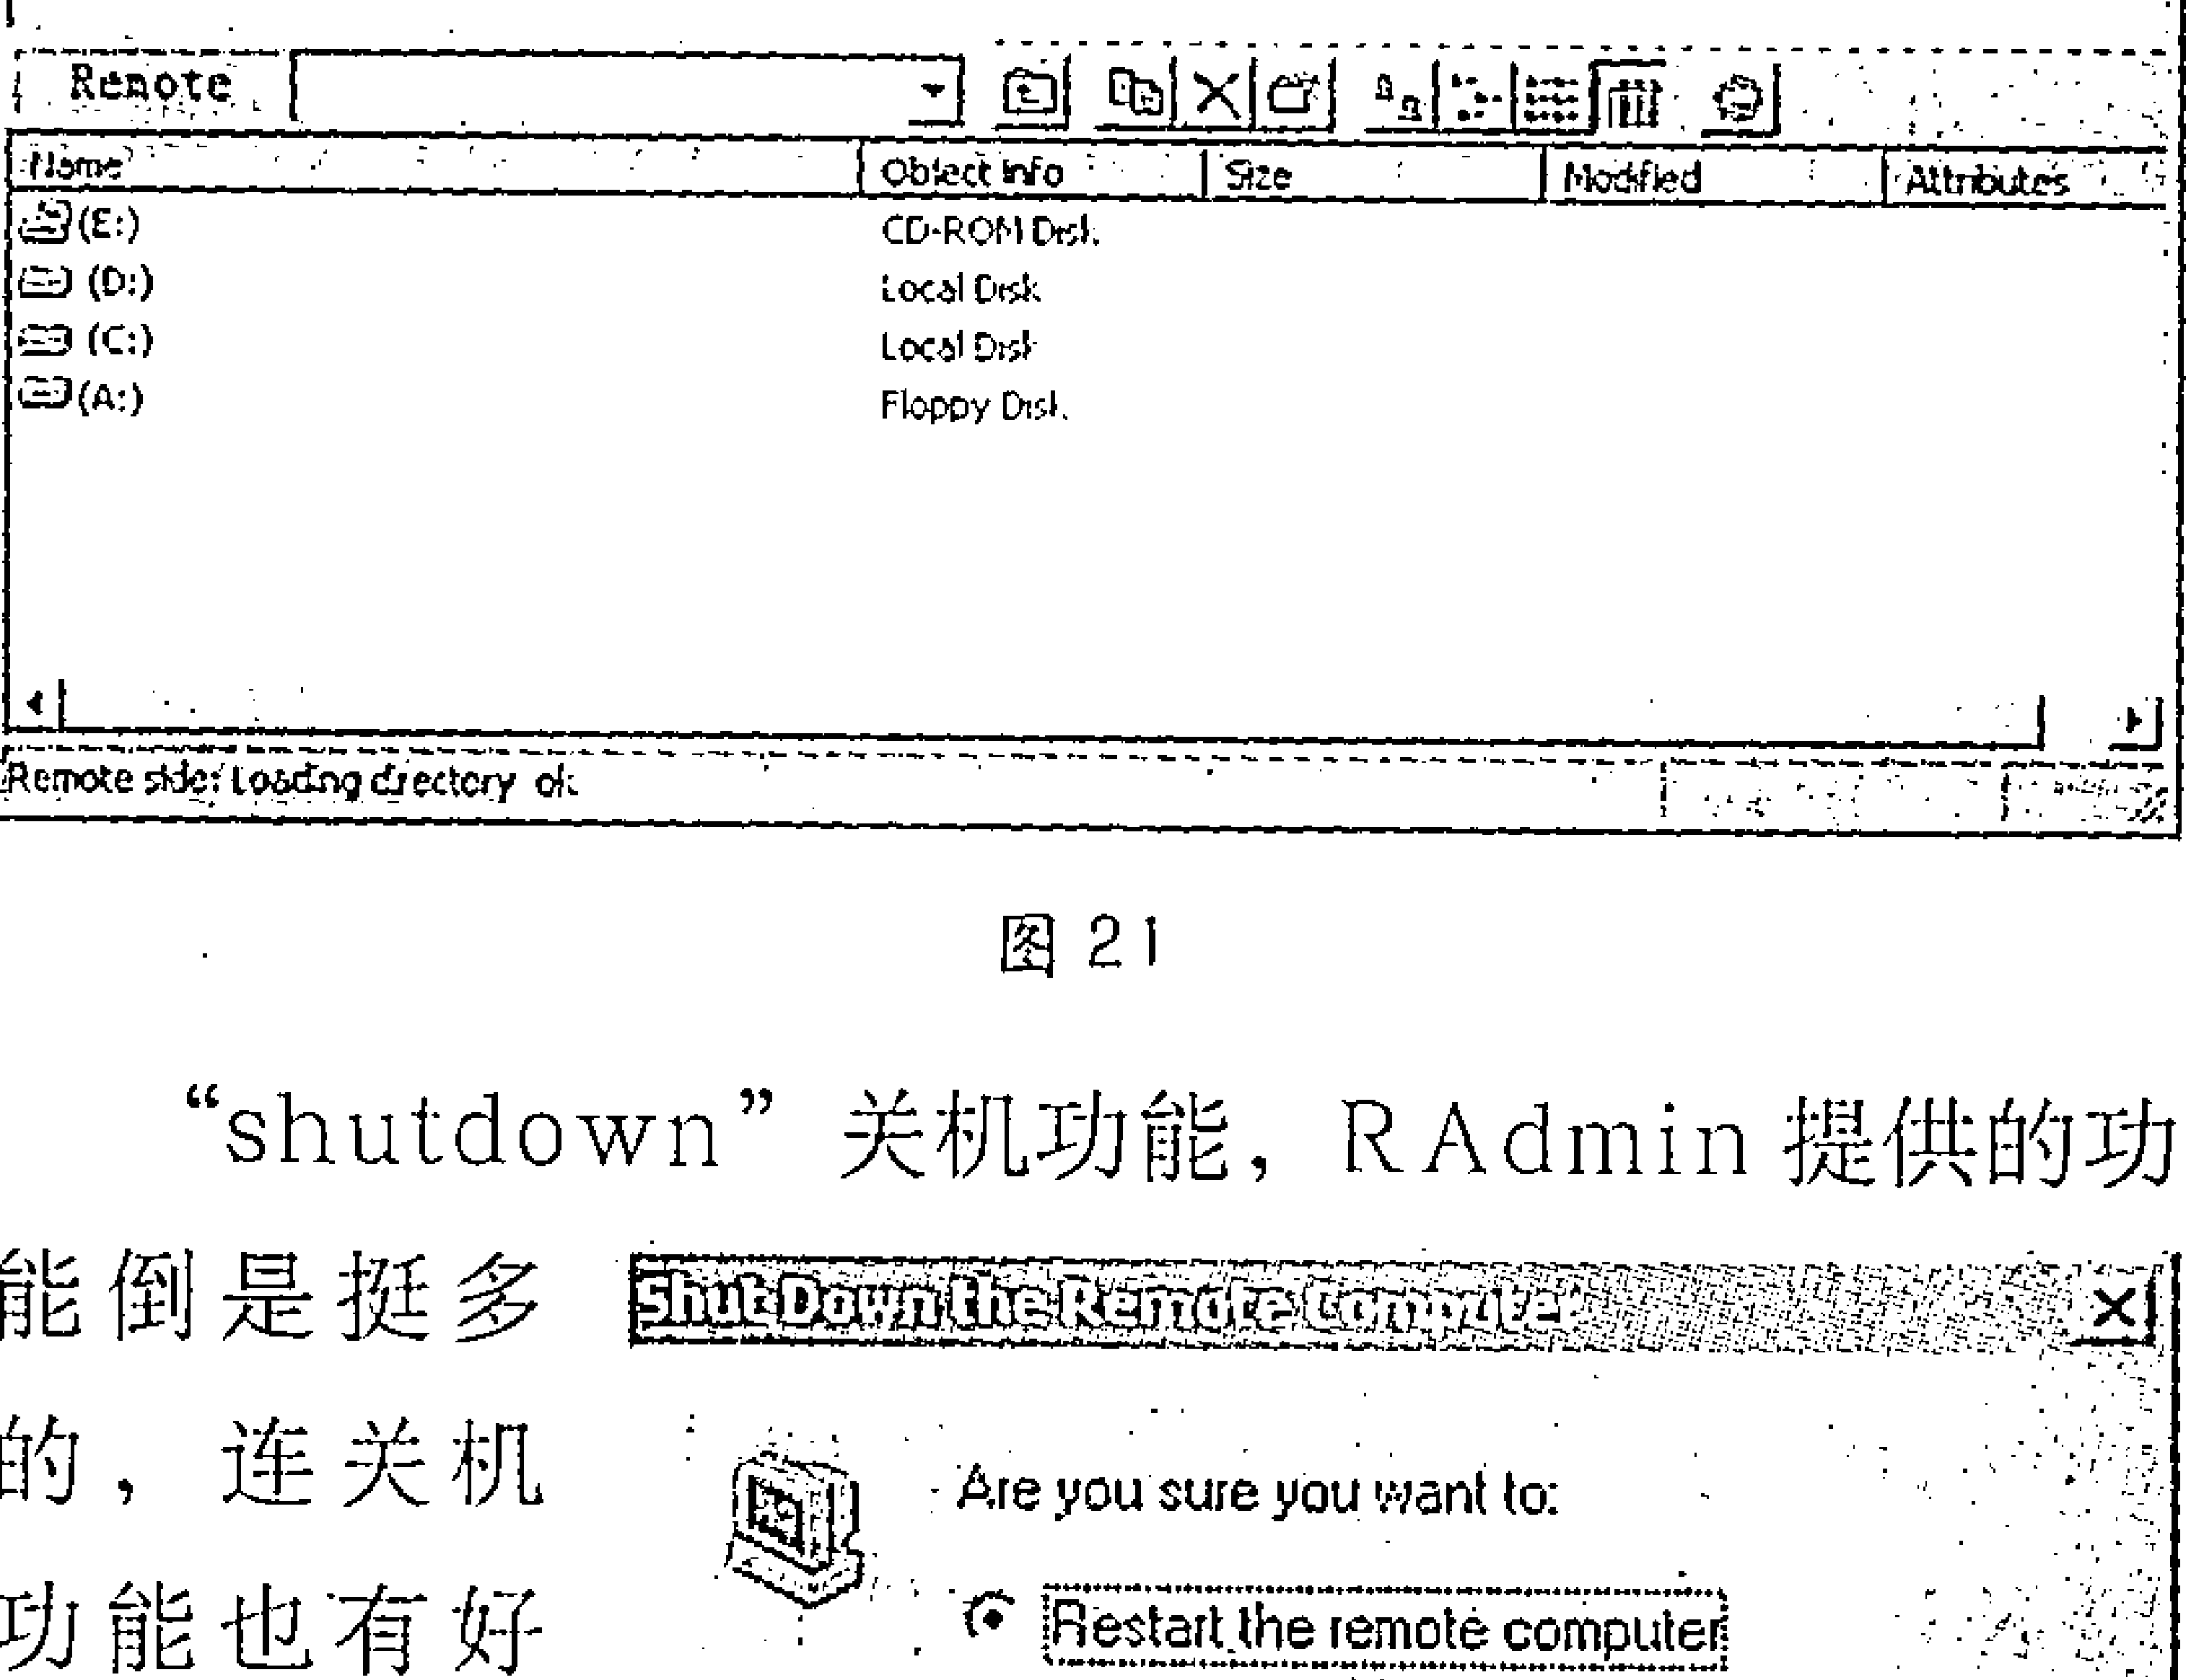 Remote
Name Object Info Size Modified Attributes
(E:) CD-ROM Disk
(D:) Local Disk
(C:) Local Disk
(A:) Floppy Disk
Remote side: Loading directory ok
图 21
“shutdown”关机功能，RAdmin 提供的功
能倒是挺多
的，连关机
功能也有好
Shut Down the Remote Computer
Are you sure you want to:
Restart the remote computer